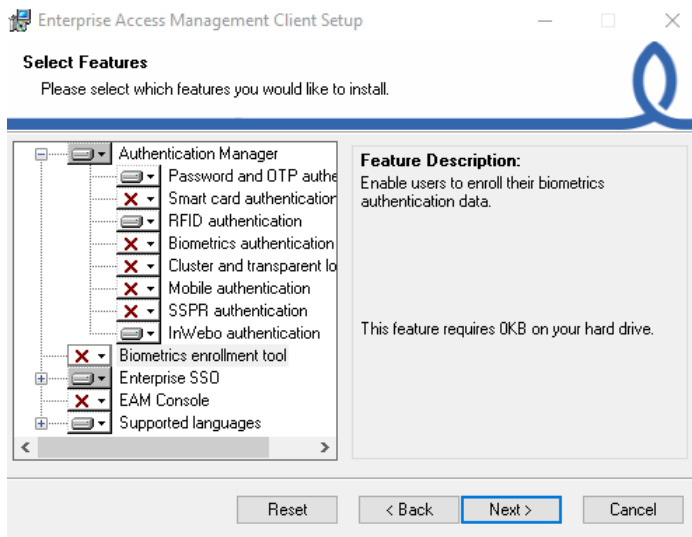 Enterprise Access Management Client Setup
Select Features
Please select which features you would like to install.
Authentication Manager
Password and OTP authe
Smart card authentication
RFID authentication
Biometrics authentication
Cluster and transparent lo
Mobile authentication
SSPR authentication
InWebo authentication
Biometrics enrollment tool
Enterprise SSO
EAM Console
Supported languages
Feature Description:
Enable users to enroll their biometrics
authentication data.
This feature requires 0KB on your hard drive.
Reset
< Back
Next >
Cancel